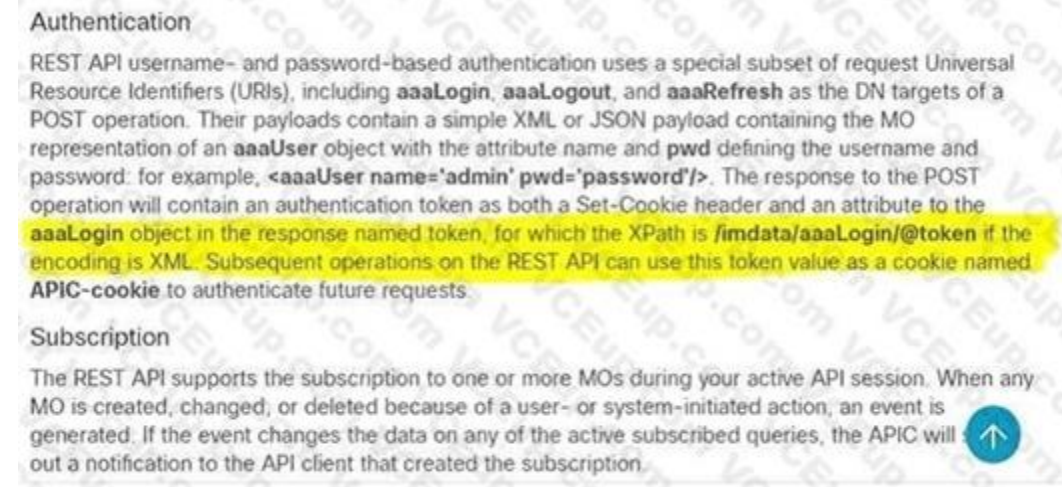 Authentication
REST API username- and password-based authentication uses a special subset of request Universal
Resource Identifiers (URIs), including aaaLogin, aaaLogout, and aaaRefresh as the DN targets of a
POST operation. Their payloads contain a simple XML or JSON payload containing the MO
representation of an aaaUser object with the attribute name and pwd defining the username and
password: for example, <aaaUser name='admin' pwd='password'/>. The response to the POST
operation will contain an authentication token as both a Set-Cookie header and an attribute to the
aaaLogin object in the response named token, for which the XPath is /imdata/aaaLogin/@token if the
encoding is XML. Subsequent operations on the REST API can use this token value as a cookie named
APIC-cookie to authenticate future requests.
Subscription
The REST API supports the subscription to one or more MOs during your active API session. When any
MO is created, changed, or deleted because of a user- or system-initiated action, an event is
generated. If the event changes the data on any of the active subscribed queries, the APIC will
out a notification to the API client that created the subscription.